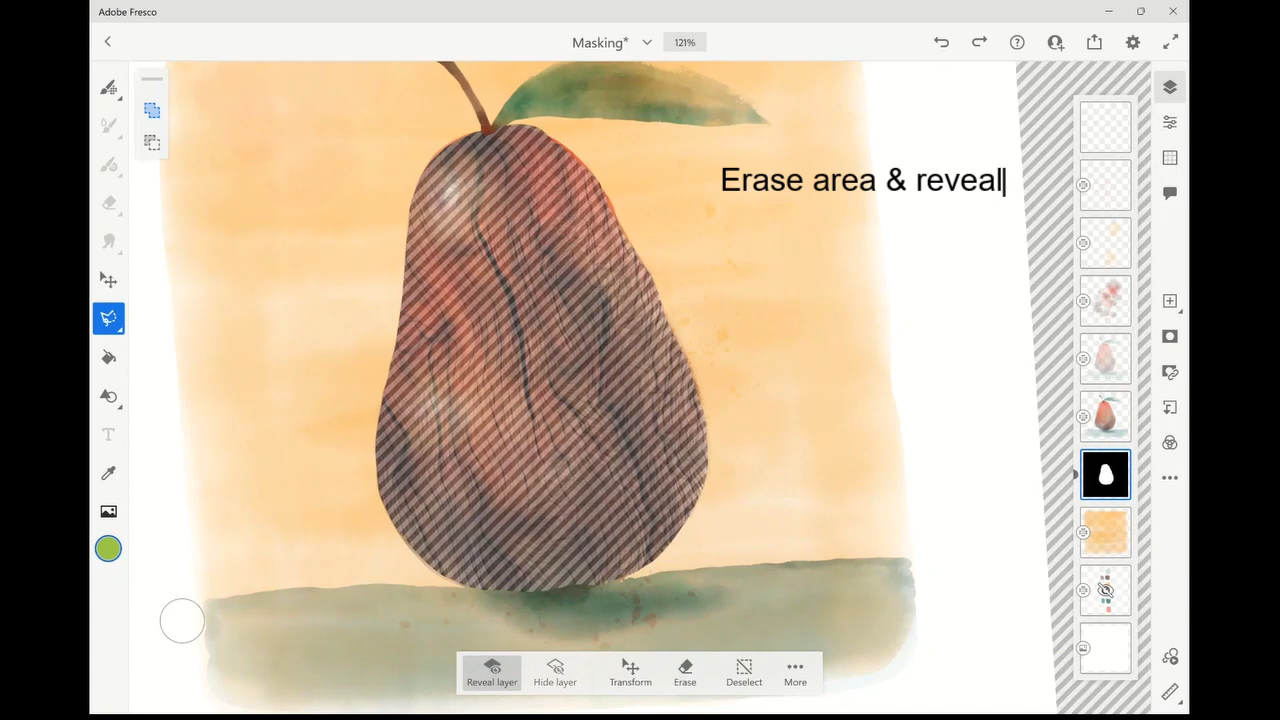 Adobe Fresco
Masking*
121%
Erase area & reveal
Reveal layer
Hide layer
Transform
Erase
Deselect
More